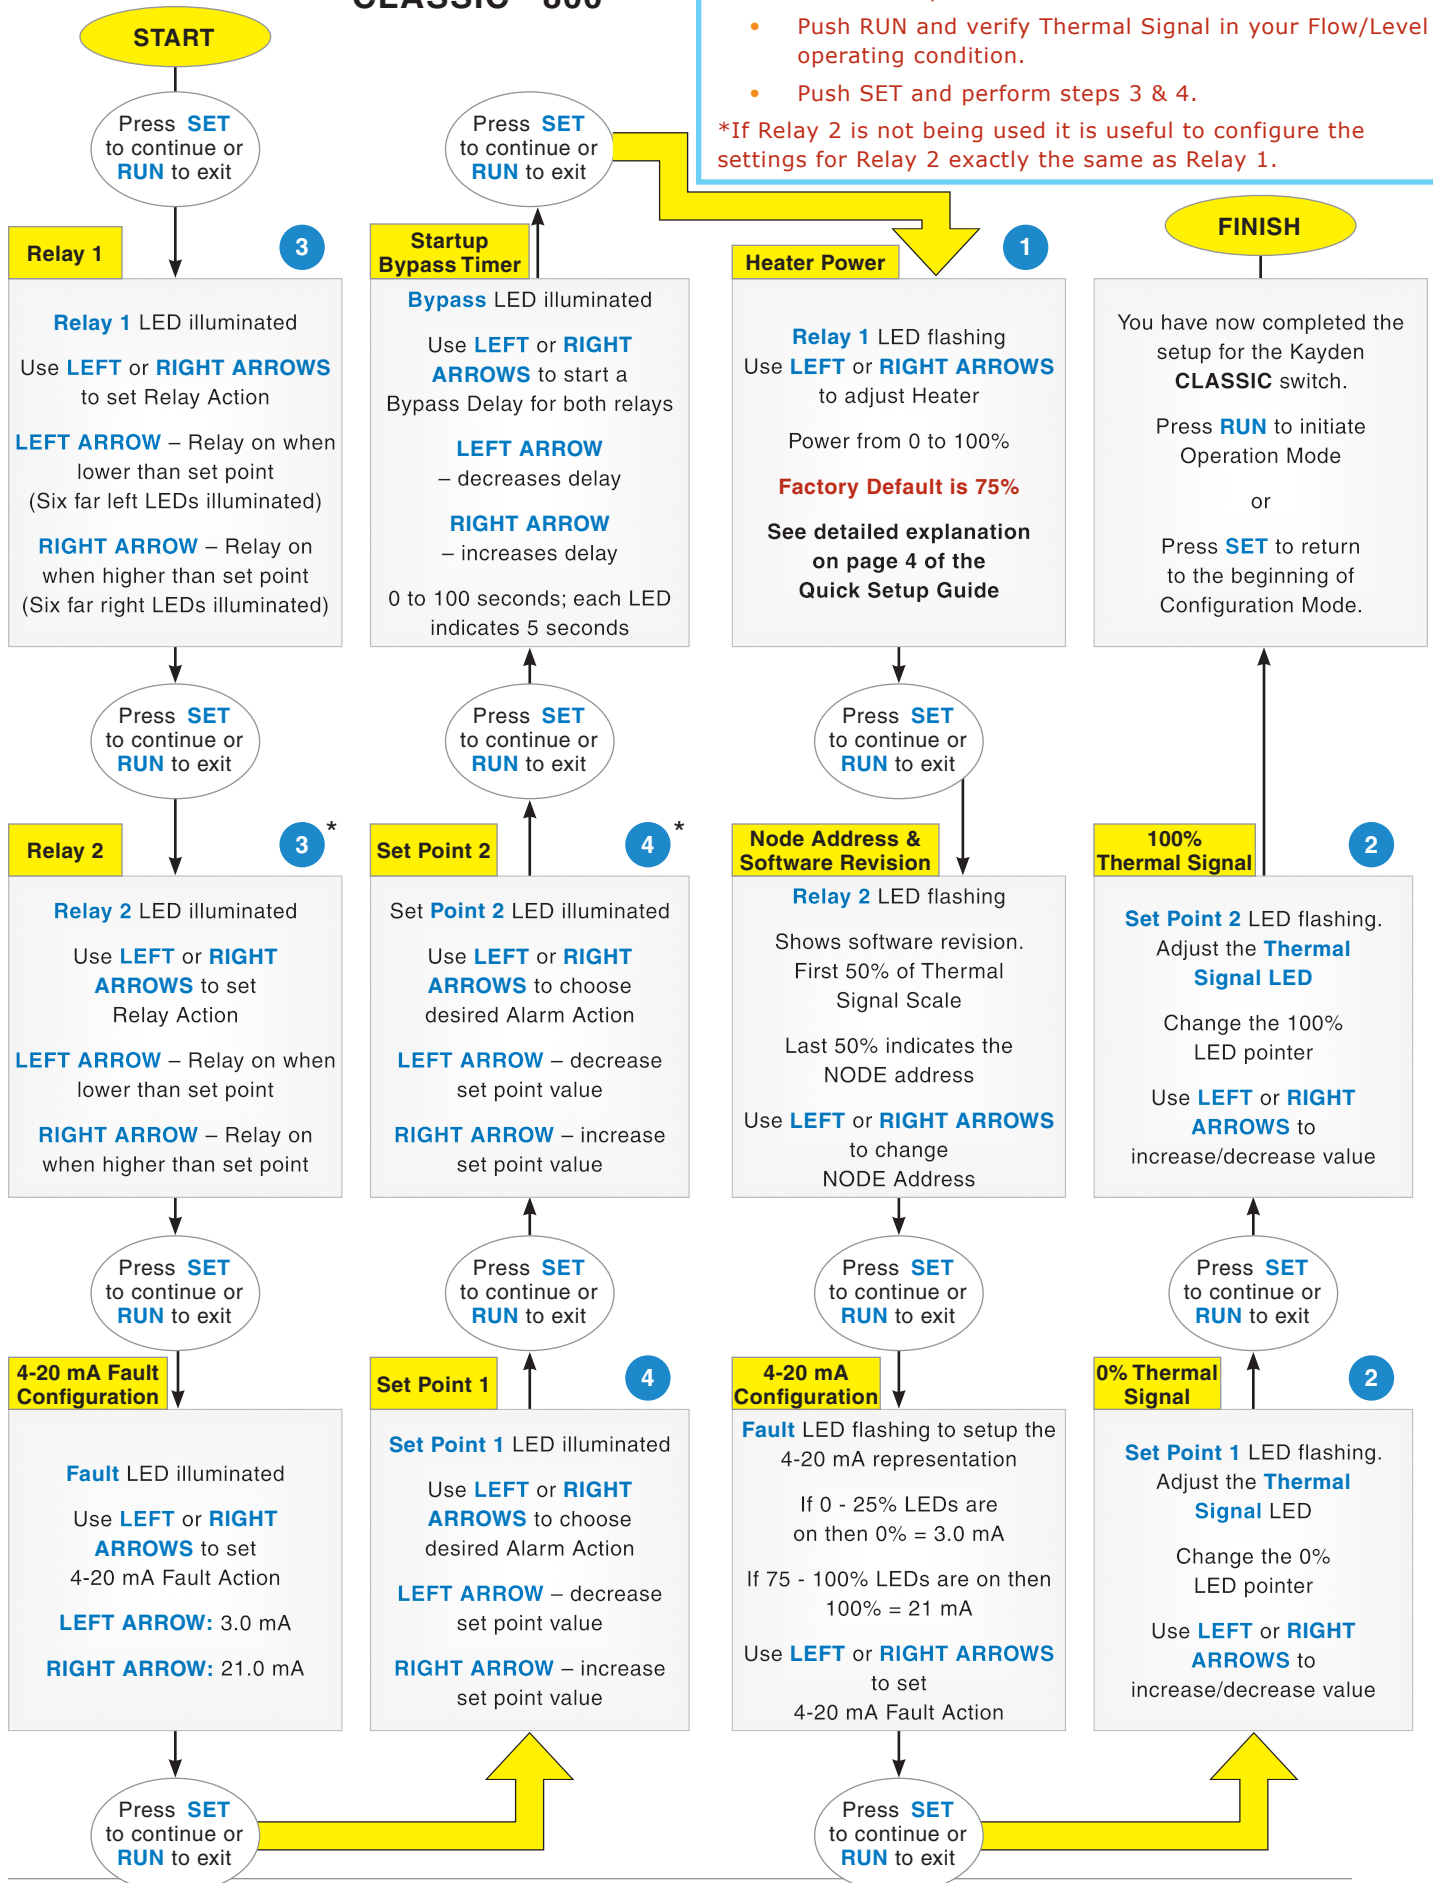 CLASSIC 800
Push RUN and verify Thermal Signal in your Flow/Level
operating condition.
Push SET and perform steps 3 & 4.
*If Relay 2 is not being used it is useful to configure the
settings for Relay 2 exactly the same as Relay 1.
START
Press SET
to continue or
RUN to exit
Relay 1
3
Relay 1 LED illuminated
Use LEFT or RIGHT ARROWS
to set Relay Action
LEFT ARROW – Relay on when
lower than set point
(Six far left LEDs illuminated)
RIGHT ARROW – Relay on
when higher than set point
(Six far right LEDs illuminated)
Press SET
to continue or
RUN to exit
Relay 2
3 *
Relay 2 LED illuminated
Use LEFT or RIGHT
ARROWS to set
Relay Action
LEFT ARROW – Relay on when
lower than set point
RIGHT ARROW – Relay on
when higher than set point
Press SET
to continue or
RUN to exit
4-20 mA Fault
Configuration
Fault LED illuminated
Use LEFT or RIGHT
ARROWS to set
4-20 mA Fault Action
LEFT ARROW: 3.0 mA
RIGHT ARROW: 21.0 mA
Press SET
to continue or
RUN to exit
Set Point 1
4
Set Point 1 LED illuminated
Use LEFT or RIGHT
ARROWS to choose
desired Alarm Action
LEFT ARROW – decrease
set point value
RIGHT ARROW – increase
set point value
Press SET
to continue or
RUN to exit
Set Point 2
4 *
Set Point 2 LED illuminated
Use LEFT or RIGHT
ARROWS to choose
desired Alarm Action
LEFT ARROW – decrease
set point value
RIGHT ARROW – increase
set point value
Press SET
to continue or
RUN to exit
Startup
Bypass Timer
Bypass LED illuminated
Use LEFT or RIGHT
ARROWS to start a
Bypass Delay for both relays
LEFT ARROW
– decreases delay
RIGHT ARROW
– increases delay
0 to 100 seconds; each LED
indicates 5 seconds
Press SET
to continue or
RUN to exit
Heater Power
1
Relay 1 LED flashing
Use LEFT or RIGHT ARROWS
to adjust Heater
Power from 0 to 100%
Factory Default is 75%
See detailed explanation
on page 4 of the
Quick Setup Guide
Press SET
to continue or
RUN to exit
Node Address &
Software Revision
Relay 2 LED flashing
Shows software revision.
First 50% of Thermal
Signal Scale
Last 50% indicates the
NODE address
Use LEFT or RIGHT ARROWS
to change
NODE Address
Press SET
to continue or
RUN to exit
4-20 mA
Configuration
Fault LED flashing to setup the
4-20 mA representation
If 0 - 25% LEDs are
on then 0% = 3.0 mA
If 75 - 100% LEDs are on then
100% = 21 mA
Use LEFT or RIGHT ARROWS
to set
4-20 mA Fault Action
Press SET
to continue or
RUN to exit
0% Thermal
Signal
2
Set Point 1 LED flashing.
Adjust the Thermal
Signal LED
Change the 0%
LED pointer
Use LEFT or RIGHT
ARROWS to
increase/decrease value
Press SET
to continue or
RUN to exit
100%
Thermal Signal
2
Set Point 2 LED flashing.
Adjust the Thermal
Signal LED
Change the 100%
LED pointer
Use LEFT or RIGHT
ARROWS to
increase/decrease value
FINISH
You have now completed the
setup for the Kayden
CLASSIC switch.
Press RUN to initiate
Operation Mode
or
Press SET to return
to the beginning of
Configuration Mode.